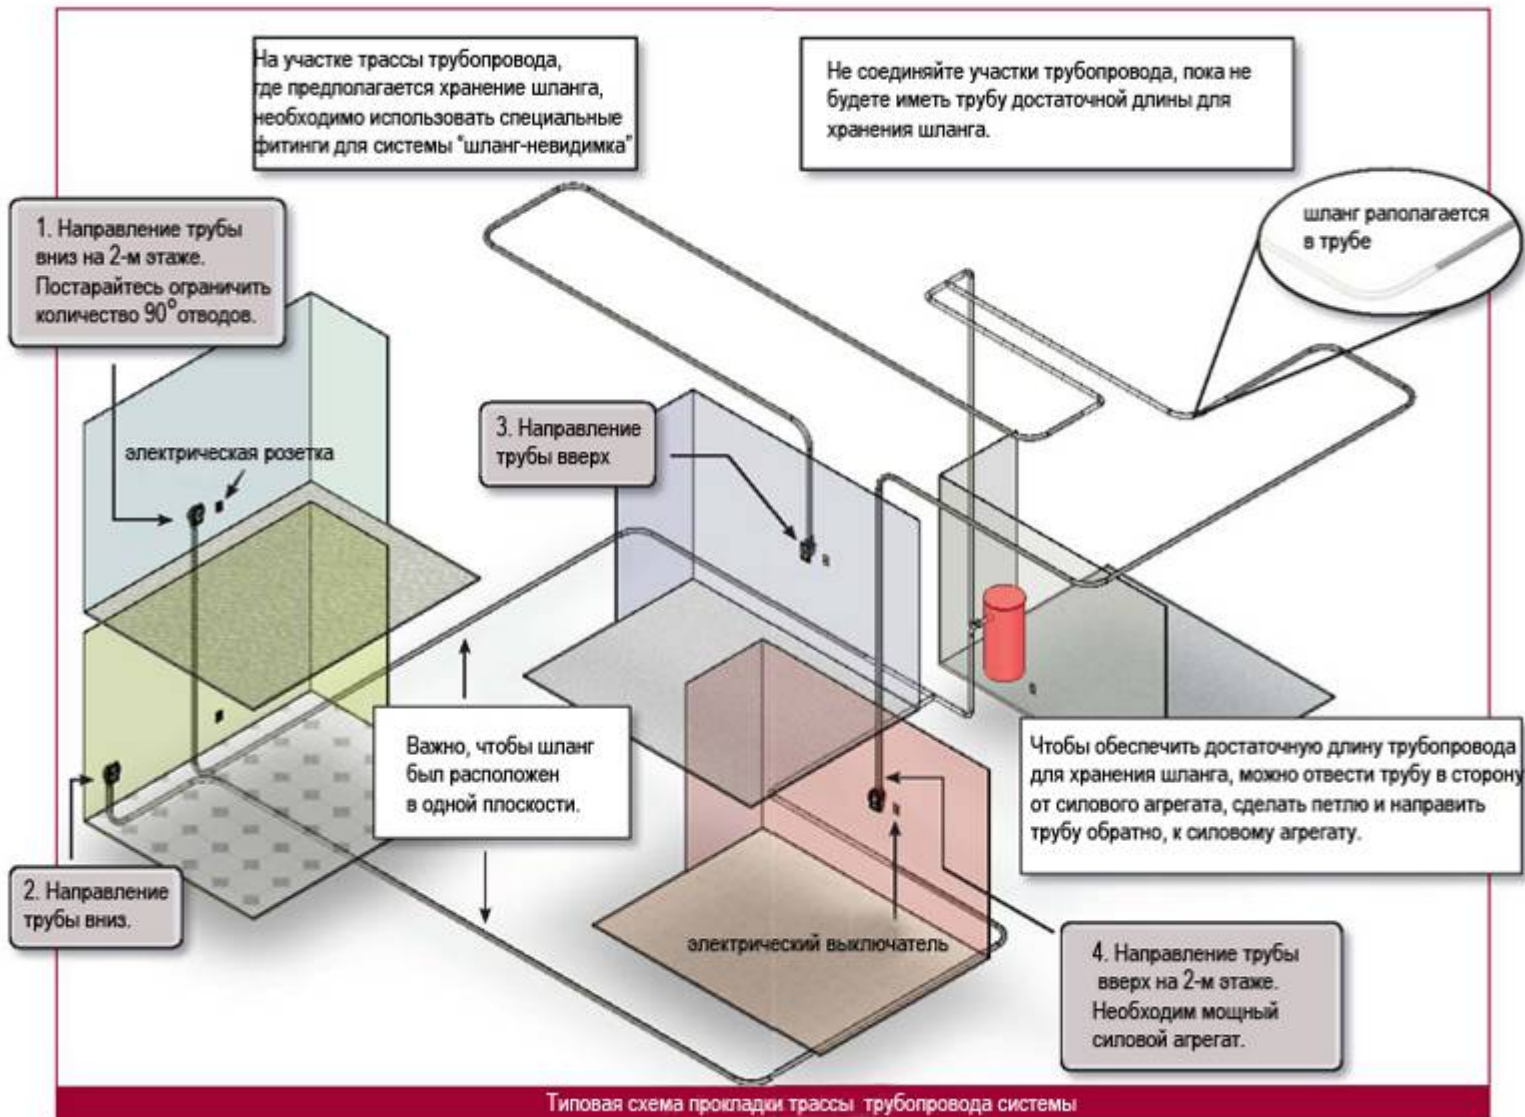 На участке трассы трубопровода,
где предполагается хранение шланга,
необходимо использовать специальные
фитинги для системы "шланг-невидимка"
Не соединяйте участки трубопровода, пока не
будете иметь трубу достаточной длины для
хранения шланга.
шланг раполагается
в трубе
1. Направление трубы
вниз на 2-м этаже.
Постарайтесь ограничить
количество 90° отводов.
электрическая розетка
3. Направление
трубы вверх
Важно, чтобы шланг
был расположен
в одной плоскости.
Чтобы обеспечить достаточную длину трубопровода
для хранения шланга, можно отвести трубу в сторону
от силового агрегата, сделать петлю и направить
трубу обратно, к силовому агрегату.
2. Направление
трубы вниз.
электрический выключатель
4. Направление трубы
вверх на 2-м этаже.
Необходим мощный
силовой агрегат.
Типовая схема прокладки трассы трубопровода системы